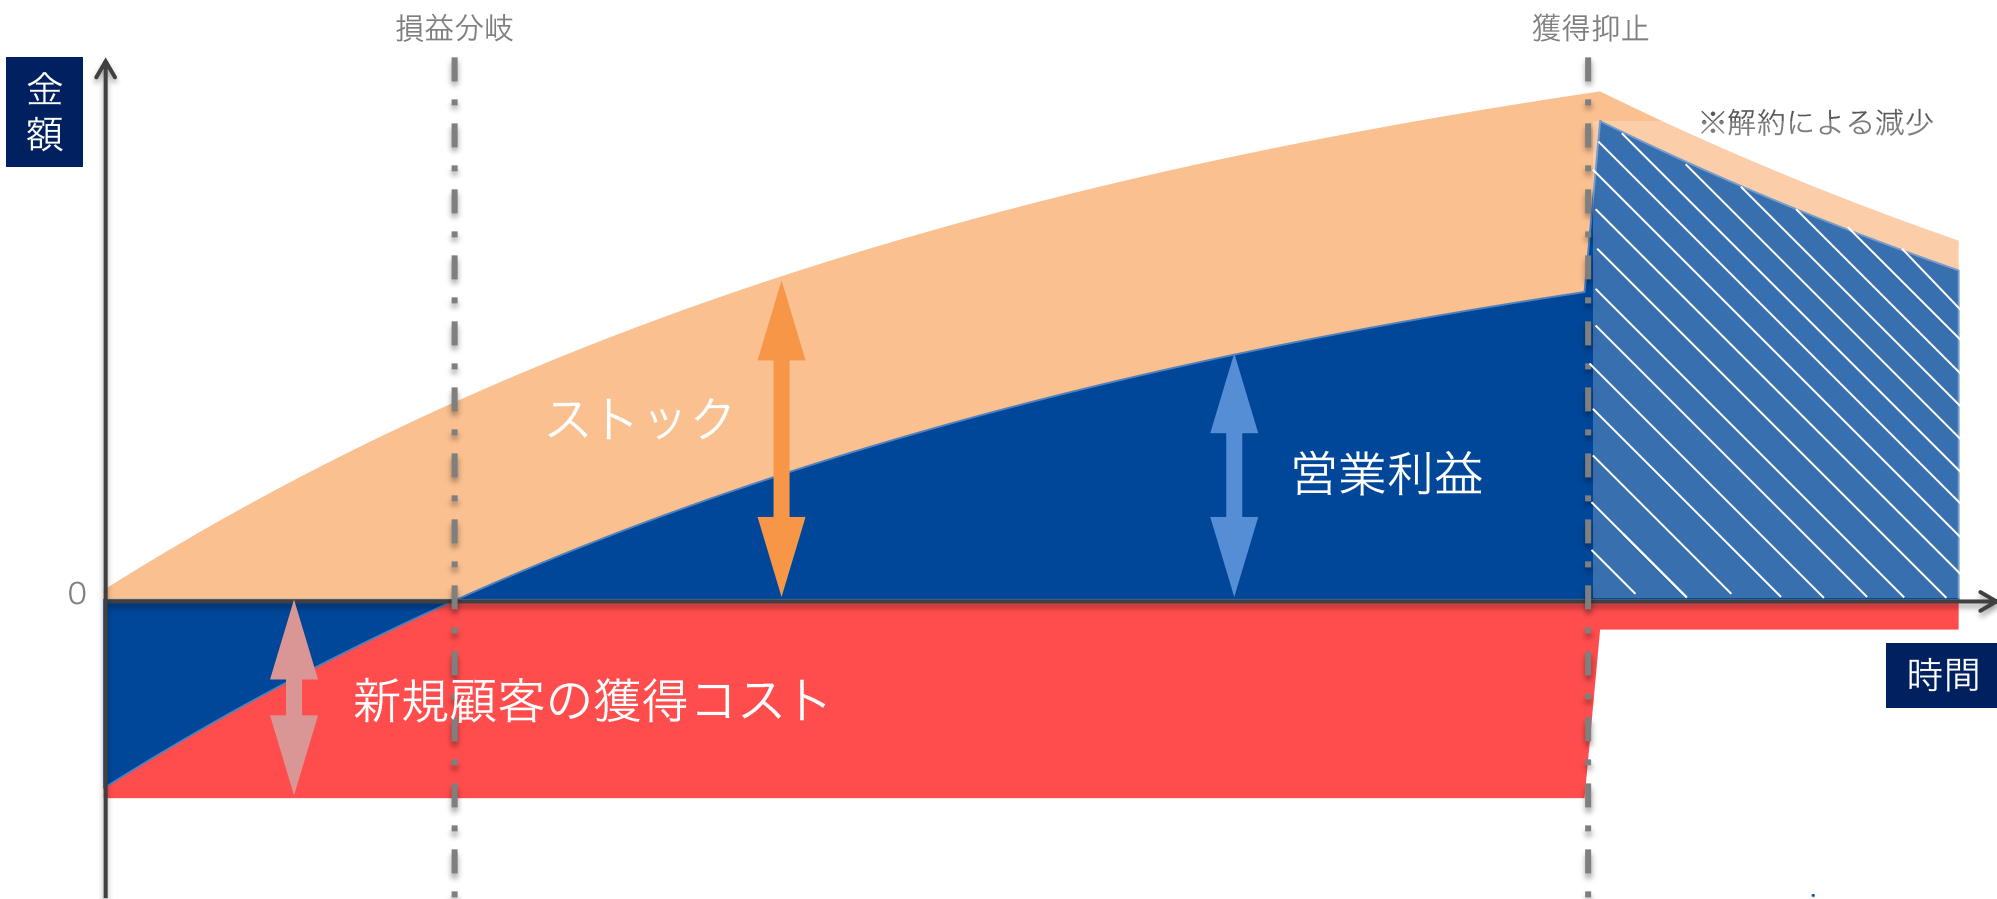 損益分岐
獲得抑止
金
額
※解約による減少
ストック
営業利益
0
新規顧客の獲得コスト
時間